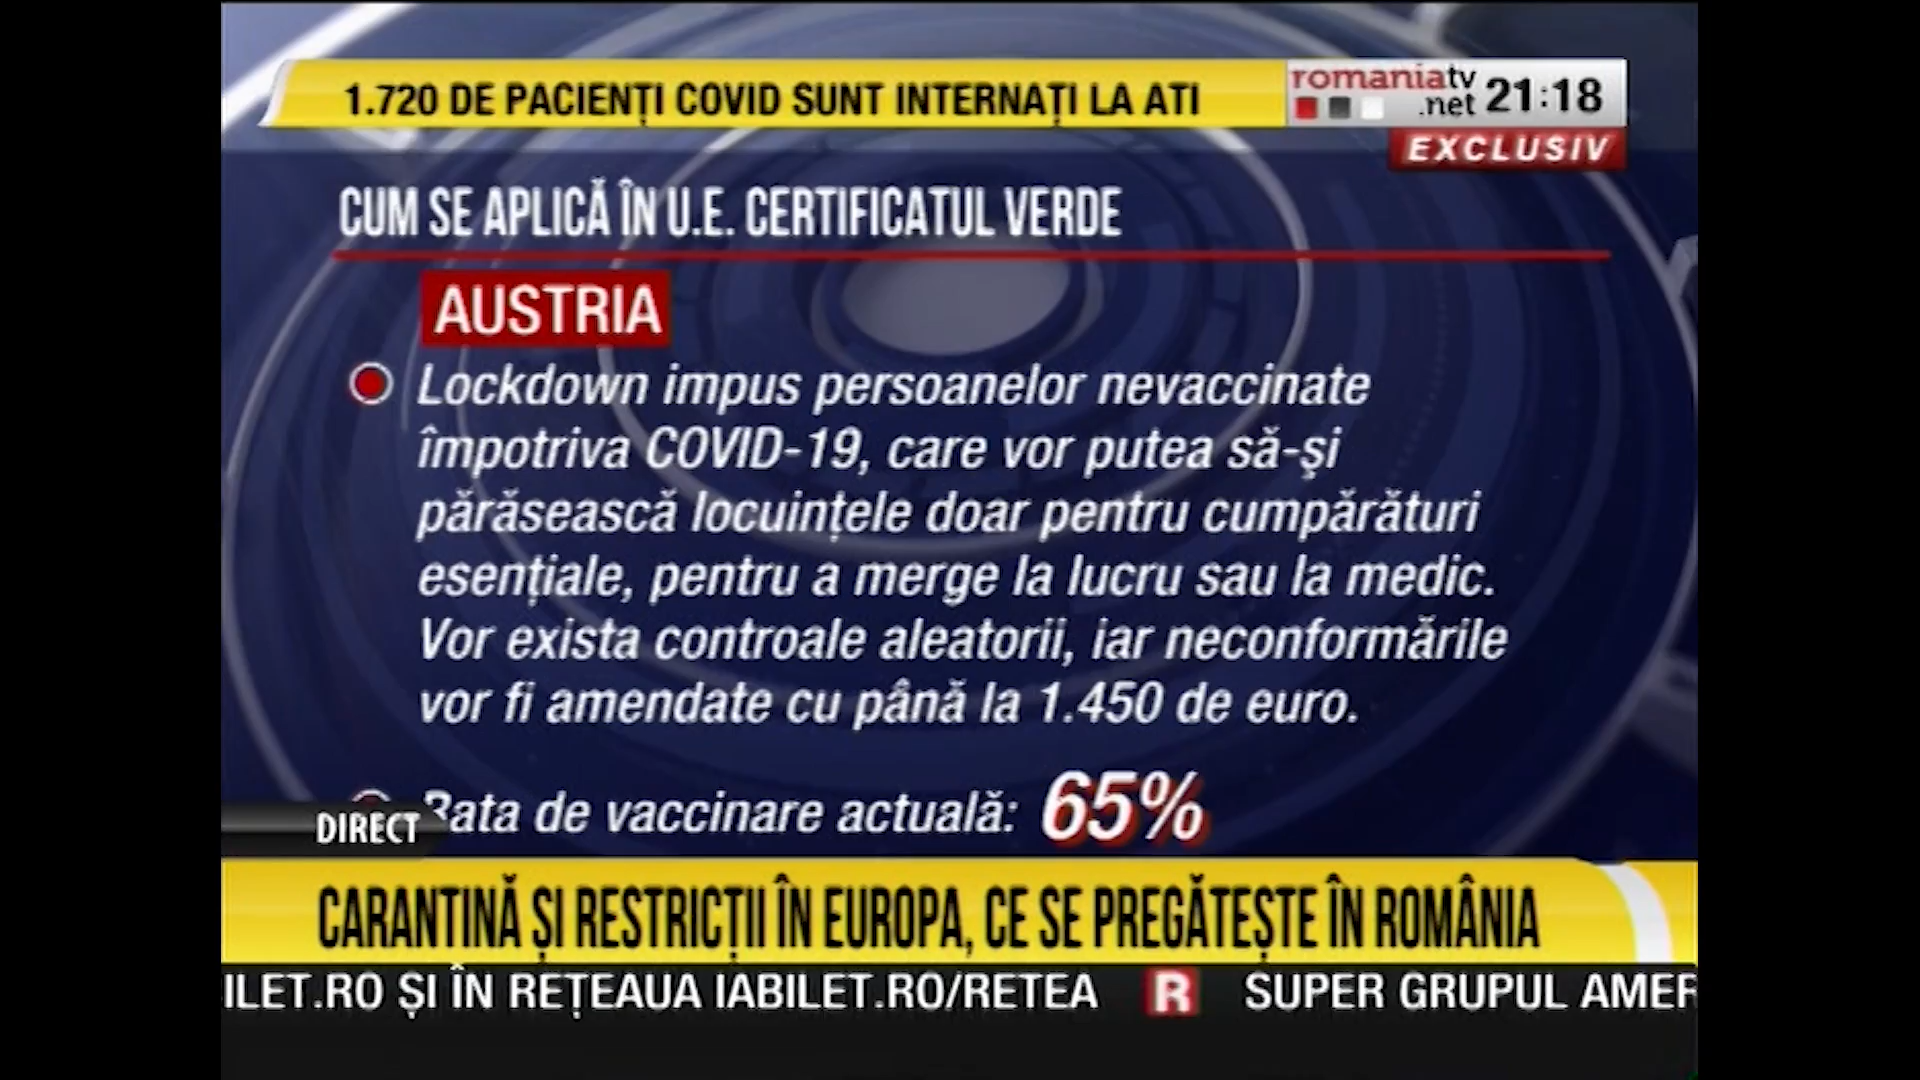 1.720 DE PACIENȚI COVID SUNT INTERNAȚI LA ATI
romaniatv
.net
21:18
EXCLUSIV
CUM SE APLICĂ ÎN U.E. CERTIFICATUL VERDE
AUSTRIA
Lockdown impus persoanelor nevaccinate
împotriva COVID-19, care vor putea să-şi
părăsească locuințele doar pentru cumpărături
esențiale, pentru a merge la lucru sau la medic.
Vor exista controale aleatorii, iar neconformările
vor fi amendate cu până la 1.450 de euro.
Rata de vaccinare actuală: 65%
DIRECT
CARANTINĂ ȘI RESTRICȚII ÎN EUROPA, CE SE PREGĂTEȘTE ÎN ROMÂNIA
ILET.RO ȘI ÎN REȚEAUA IABILET.RO/RETEA R SUPER GRUPUL AMER